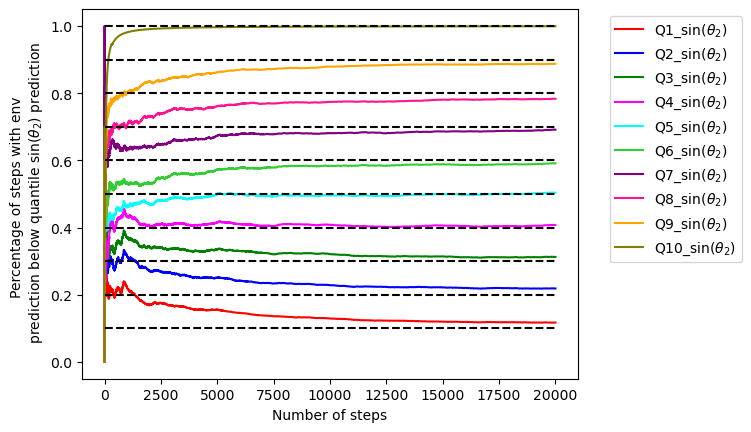 Percentage of steps with env
prediction below quantile sin(θ₂) prediction
1.0
0.8
0.6
0.4
0.2
0.0
0
2500
5000
7500
10000
12500
15000
17500
20000
Number of steps
Q1_sin(θ₂)
Q2_sin(θ₂)
Q3_sin(θ₂)
Q4_sin(θ₂)
Q5_sin(θ₂)
Q6_sin(θ₂)
Q7_sin(θ₂)
Q8_sin(θ₂)
Q9_sin(θ₂)
Q10_sin(θ₂)